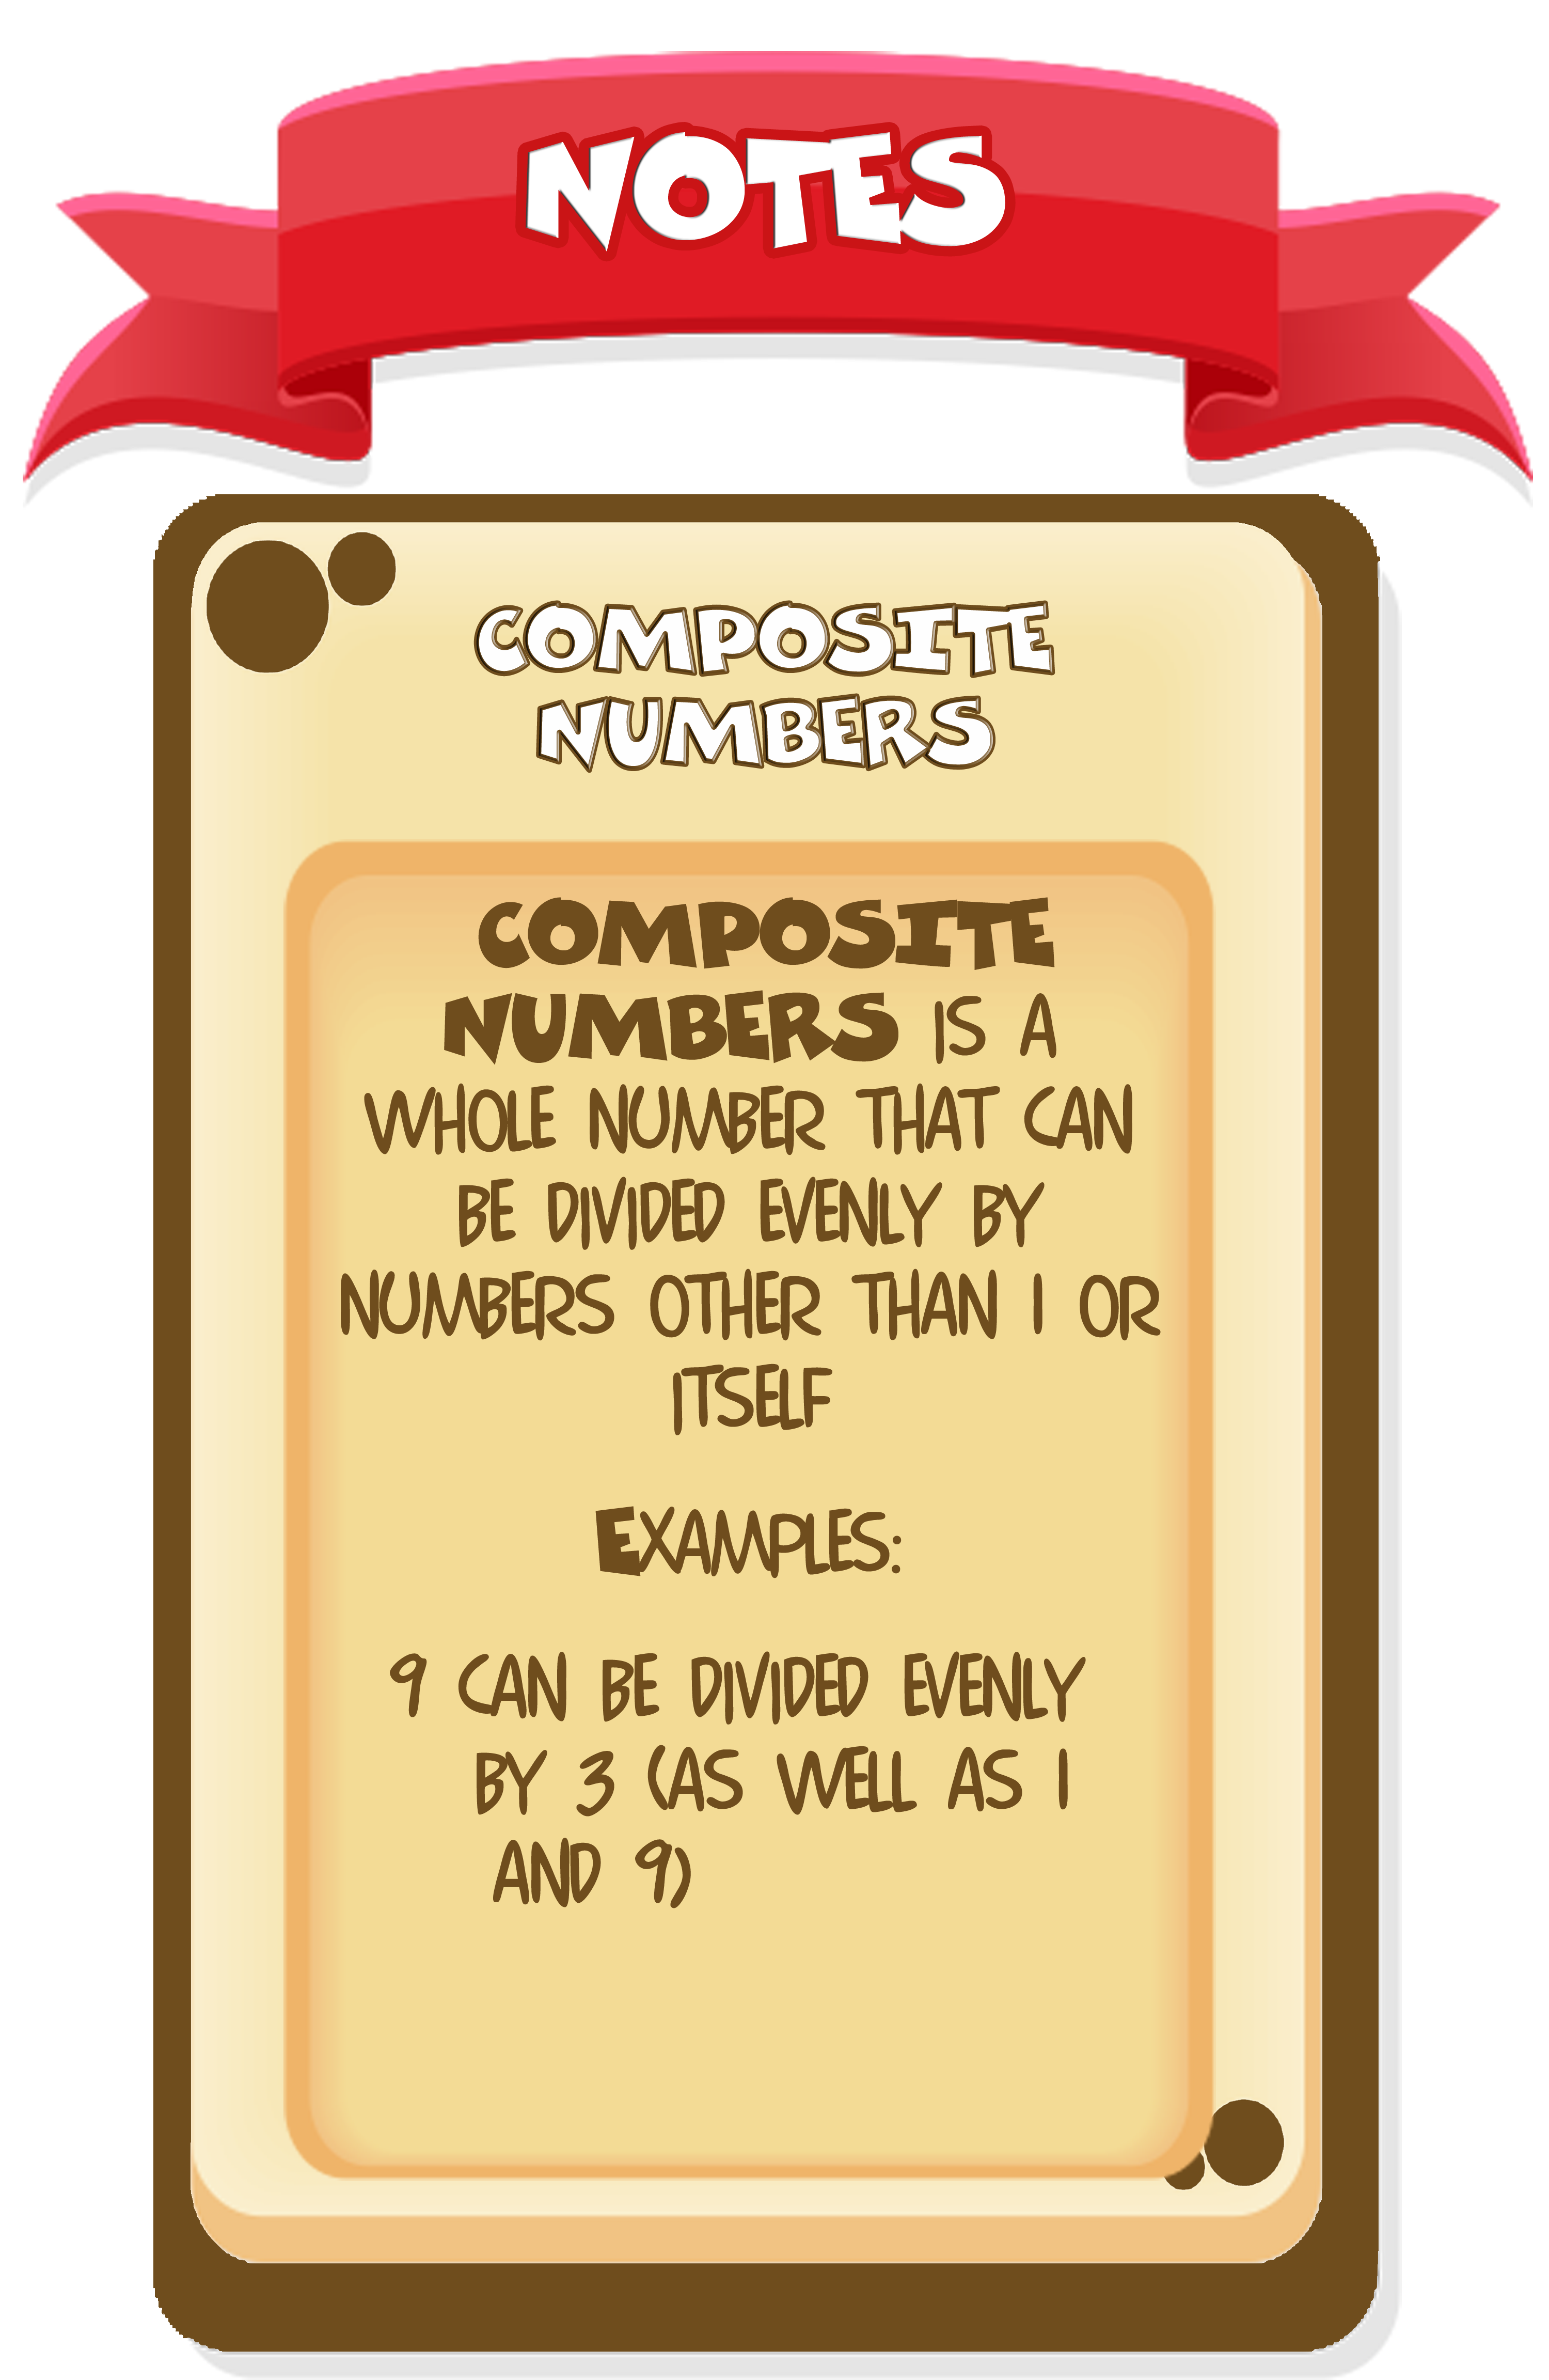 NOTES
COMPOSITE
NUMBERS
COMPOSITE
NUMBERS IS A
WHOLE NUMBER THAT CAN
BE DIVIDED EVENLY BY
NUMBERS OTHER THAN 1 OR
ITSELF
EXAMPLES:
9 CAN BE DIVIDED EVENLY
BY 3 (AS WELL AS 1
AND 9)